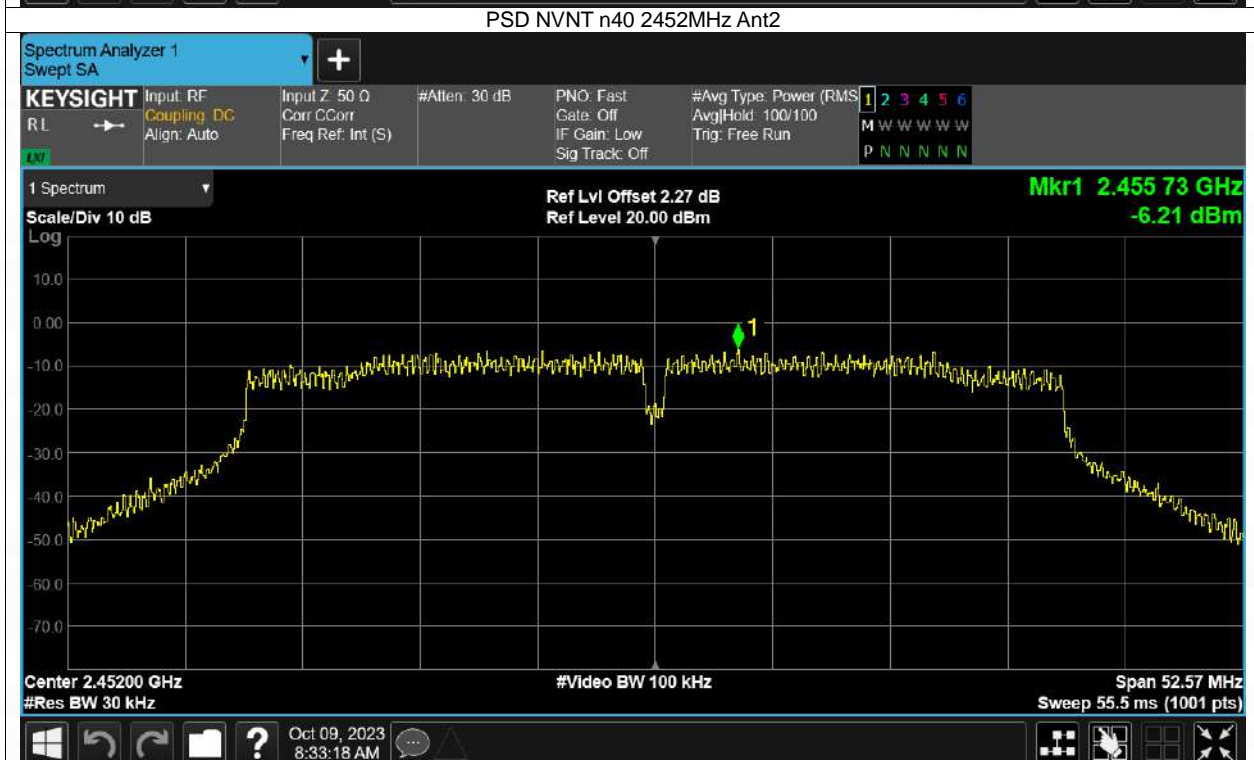 PSD NVNT n40 2452MHz Ant2
Spectrum Analyzer 1
Swept SA
+
KEYSIGHT
RL
LXI
Input: RF
Coupling: DC
Align: Auto
Input Z: 50 Ω
Corr CCorr
Freq Ref: Int (S)
#Atten: 30 dB
PNO: Fast
Gate: Off
IF Gain: Low
Sig Track: Off
#Avg Type: Power (RMS
Avg|Hold: 100/100
Trig: Free Run
1 2 3 4 5 6
M W W W W W
P N N N N N
1 Spectrum
Scale/Div 10 dB
Log
Ref Lvl Offset 2.27 dB
Ref Level 20.00 dBm
Mkr1 2.455 73 GHz
-6.21 dBm
10.0
0.00
-10.0
-20.0
-30.0
-40.0
-50.0
-60.0
-70.0
1
Center 2.45200 GHz
#Res BW 30 kHz
#Video BW 100 kHz
Span 52.57 MHz
Sweep 55.5 ms (1001 pts)
?
Oct 09, 2023
8:33:18 AM